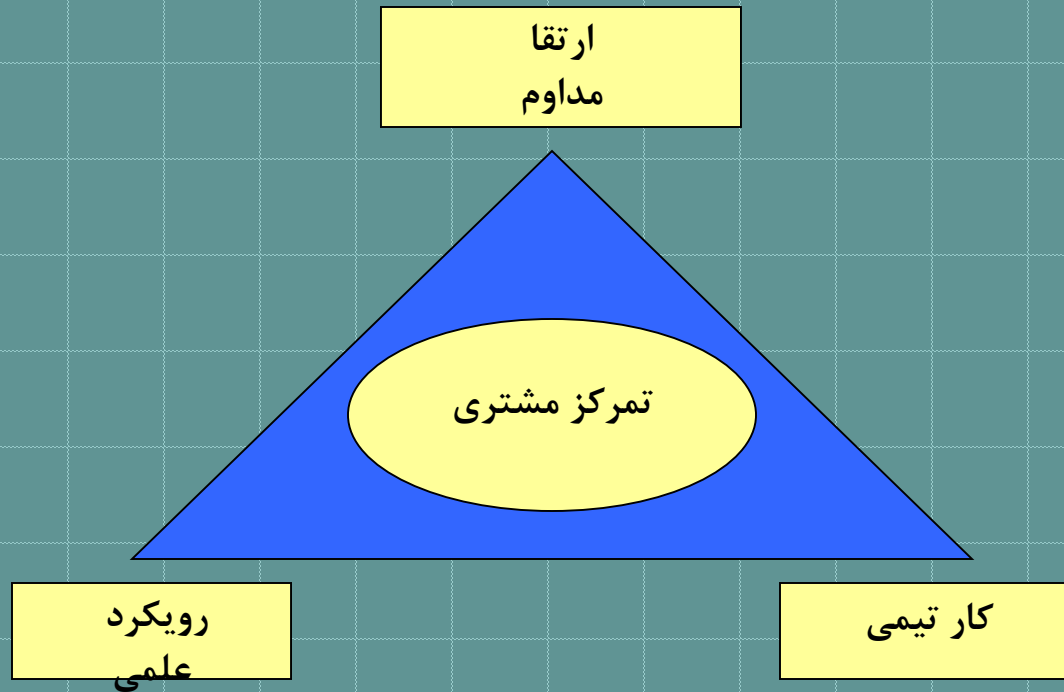 ارتقا
مداوم
تمرکز مشتری
کار تیمی
رویکرد
علمی